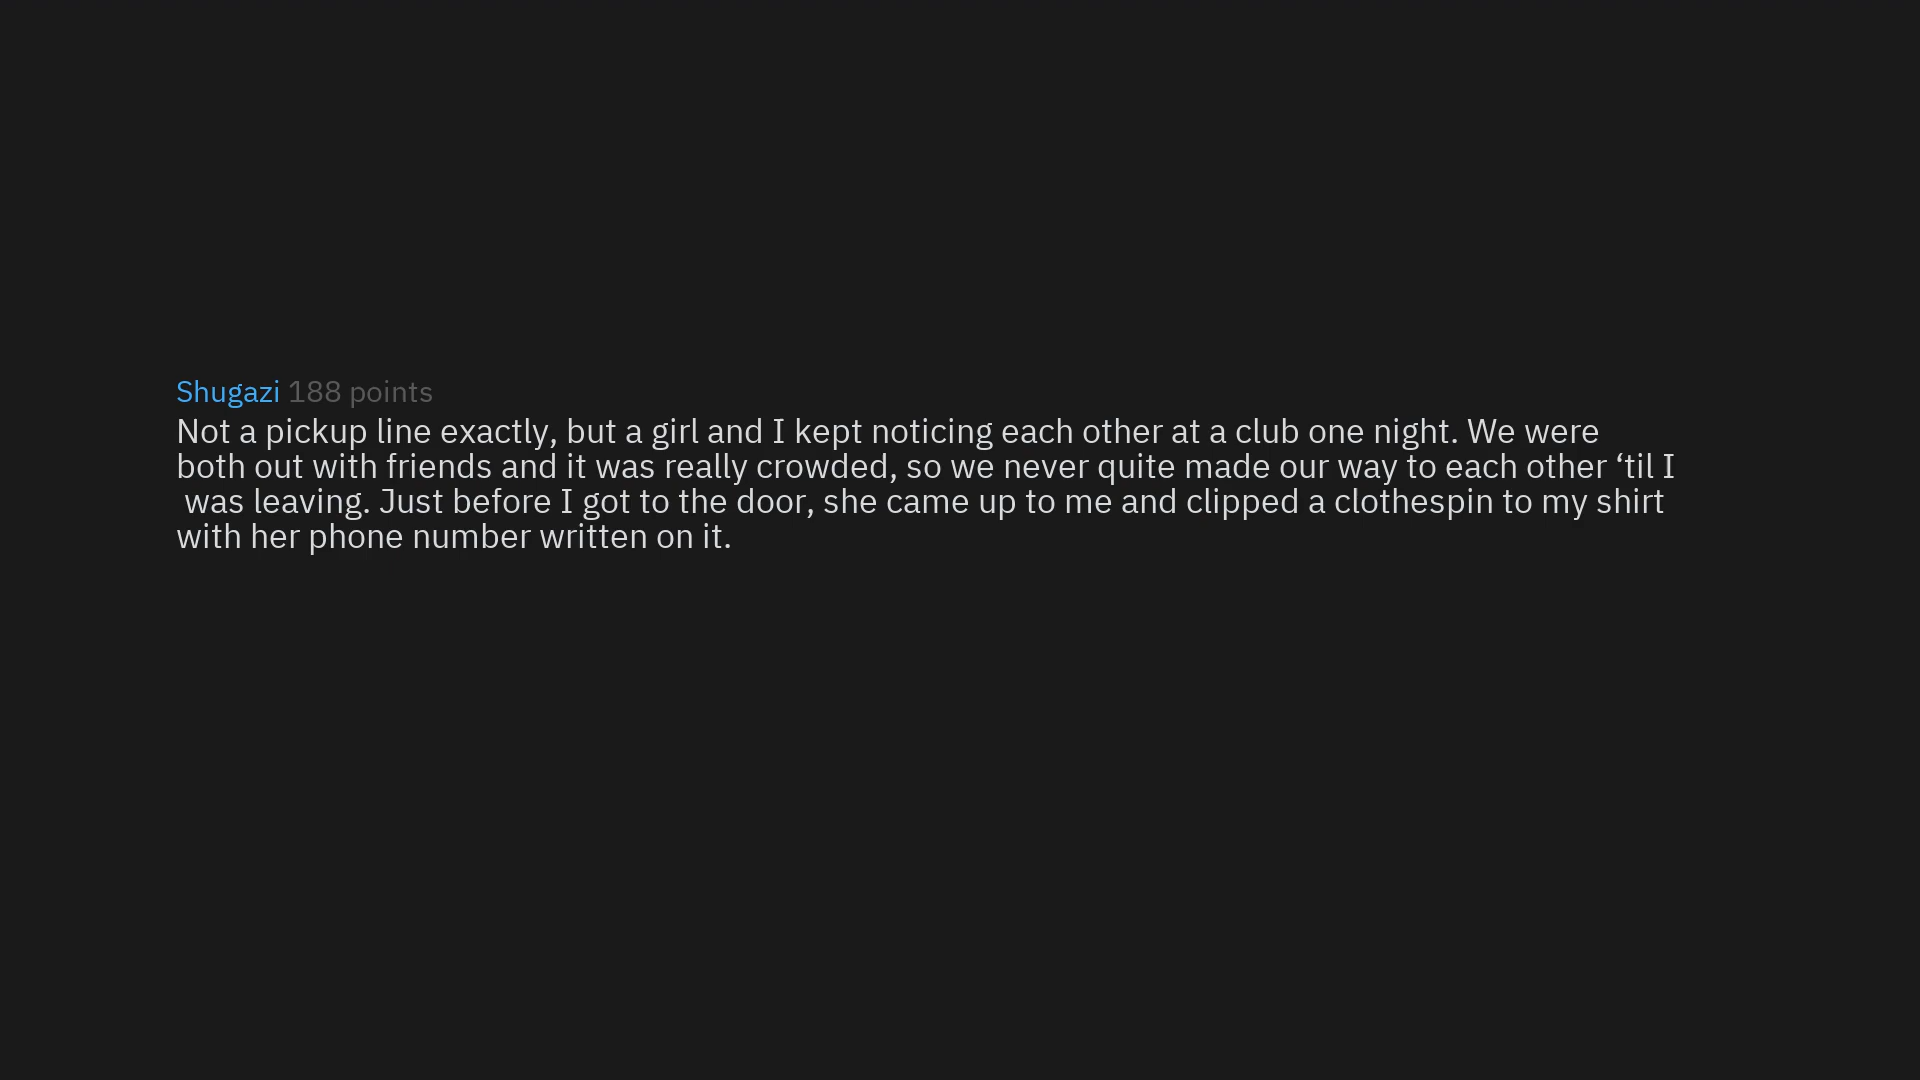 Shugazi 188 points
Not a pickup line exactly, but a girl and I kept noticing each other at a club one night. We were
both out with friends and it was really crowded, so we never quite made our way to each other ‘til I
was leaving. Just before I got to the door, she came up to me and clipped a clothespin to my shirt
with her phone number written on it.